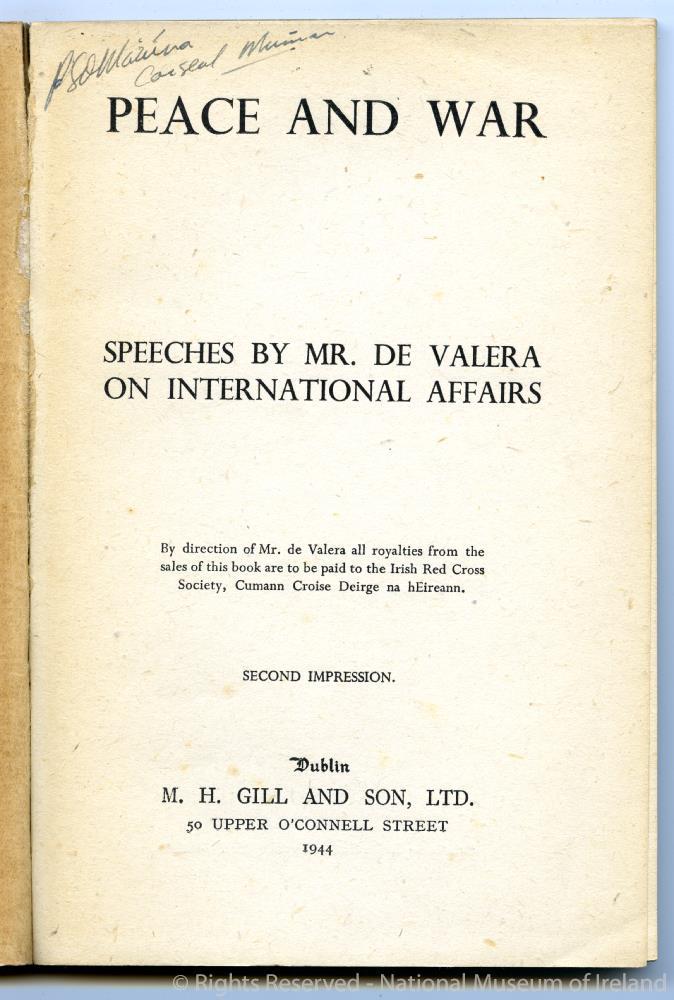 PEACE AND WAR
SPEECHES BY MR. DE VALERA
ON INTERNATIONAL AFFAIRS
By direction of Mr. de Valera all royalties from the
sales of this book are to be paid to the Irish Red Cross
Society, Cumann Croise Deirge na hEireann.
SECOND IMPRESSION.
Dublin
M. H. GILL AND SON, LTD.
50 UPPER O'CONNELL STREET
1944
© Rights Reserved - National Museum of Ireland